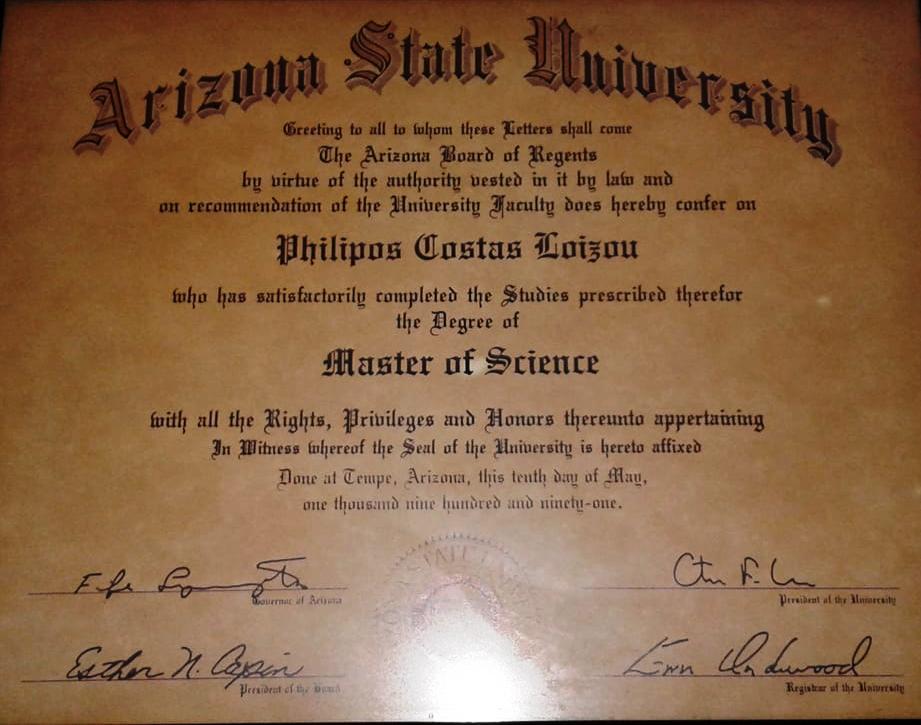 Arizona State University
Greeting to all to whom these Letters shall come
The Arizona Board of Regents
by virtue of the authority vested in it by law and
on recommendation of the University Faculty does hereby confer on
Philipos Costas Loizou
who has satisfactorily completed the Studies prescribed therefor
the Degree of
Master of Science
with all the Rights, Privileges and Honors thereunto appertaining
In Witness whereof the Seal of the University is hereto affixed
Done at Tempe, Arizona, this tenth day of May,
one thousand nine hundred and ninety-one.
STATE
Governor of Arizona
President of the University
Esther N. Capin
Underwood
President of the Board
Registrar of the University